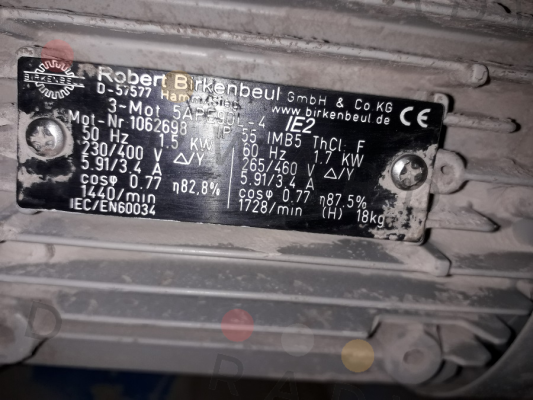 BIRKENBEUL
Robert Birkenbeul GmbH & Co KG
D-57577 www.birkenbeul.de
3-Mot. IE2 CE
Mot-Nr. 1062698 IP 55 IMB5 ThCl. F
50 Hz 1.5 KW 60 Hz 1.7 KW
230/400 V △/Y 265/460 V △/Y
5.91/3.4 A 5.91/3.4 A
cosφ 0.77 η82,8% cosφ 0.77 η87.5%
1440/min 1728/min (H) 18kg
IEC/EN60034